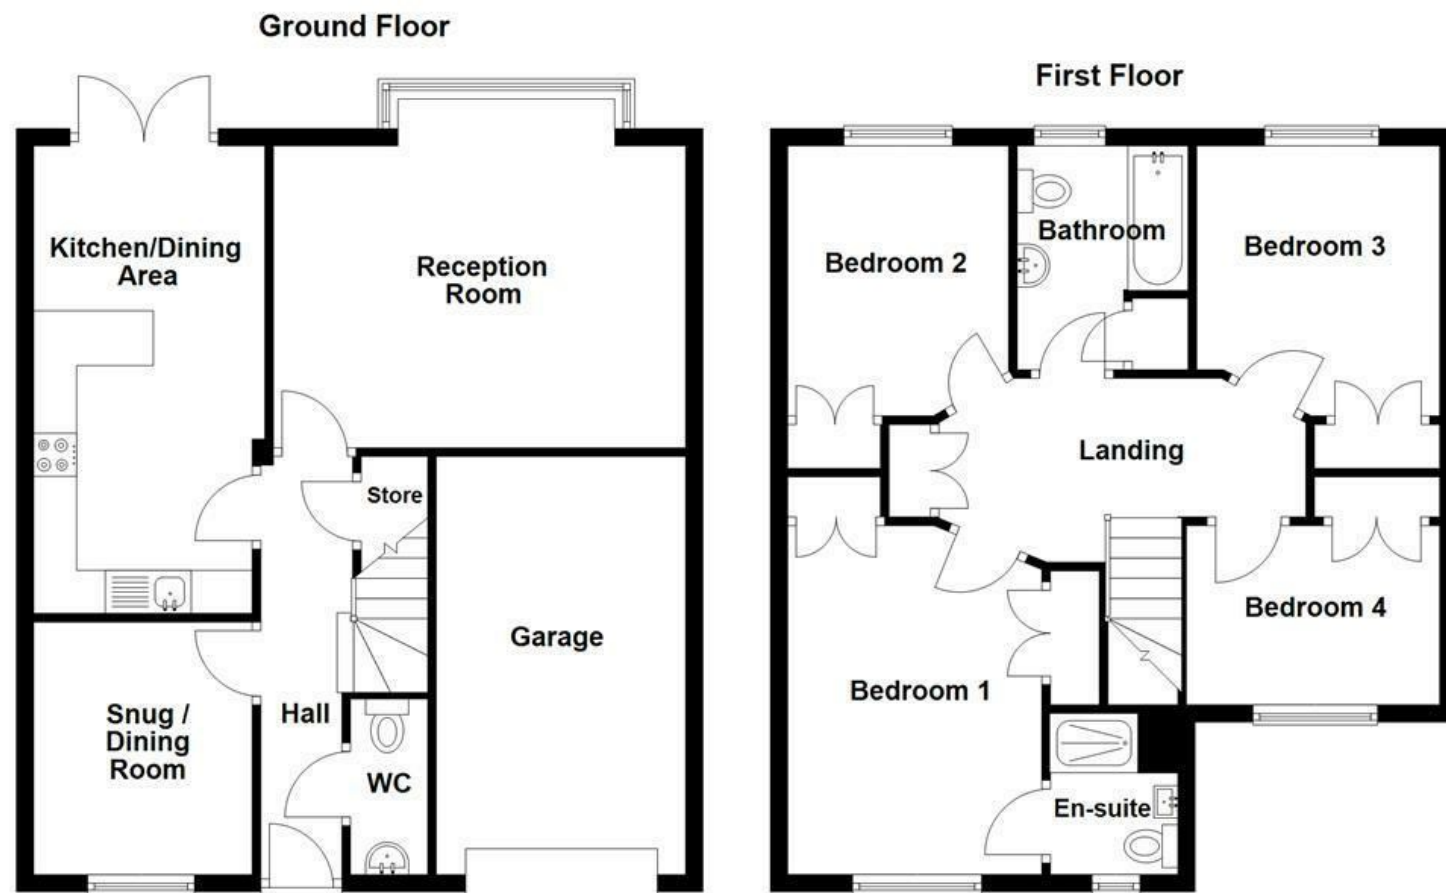 Ground Floor
Kitchen/Dining
Area
Reception
Room
Store
Garage
Hall
Snug /
Dining
Room
WC
First Floor
Bedroom 2
Bathroom
Bedroom 3
Landing
Bedroom 4
Bedroom 1
En-suite